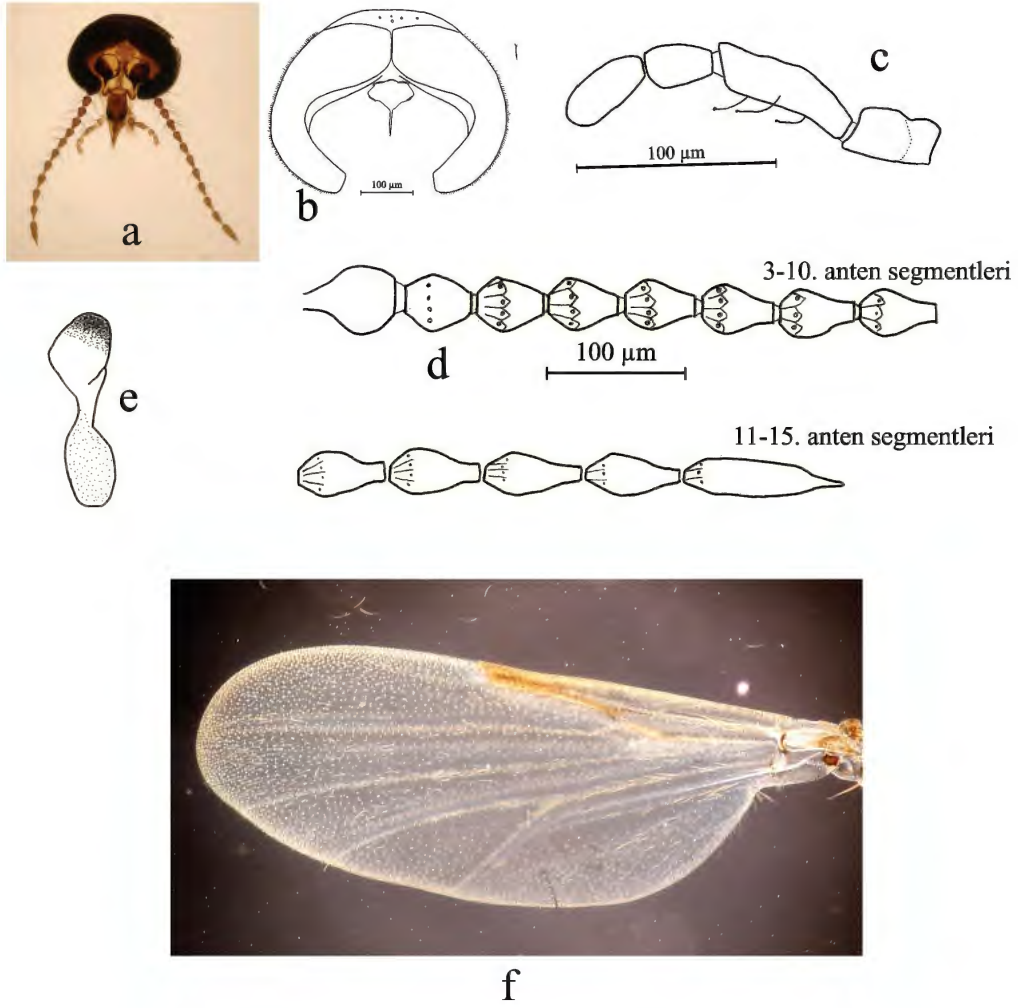 a
b
100 µm
c
100 µm
3-10. anten segmentleri
d
100 µm
e
11-15. anten segmentleri
f